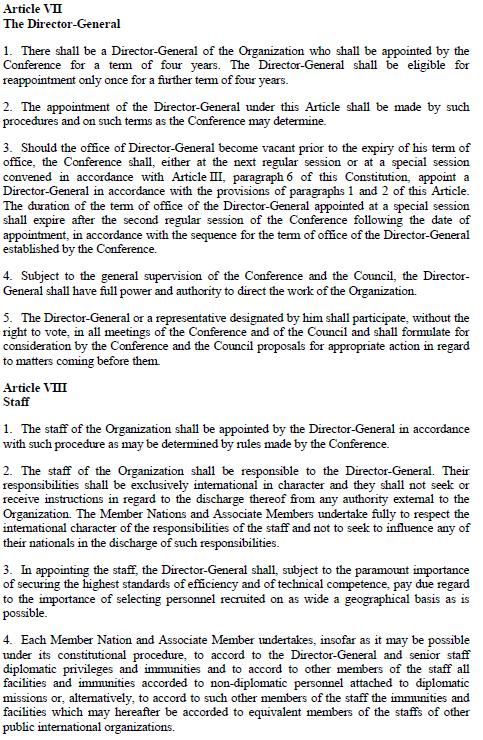 Article VII
The Director-General
1. There shall be a Director-General of the Organization who shall be appointed by the
Conference for a term of four years. The Director-General shall be eligible for
reappointment only once for a further term of four years.
2. The appointment of the Director-General under this Article shall be made by such
procedures and on such terms as the Conference may determine.
3. Should the office of Director-General become vacant prior to the expiry of his term of
office, the Conference shall, either at the next regular session or at a special session
convened in accordance with Article III, paragraph 6 of this Constitution, appoint a
Director-General in accordance with the provisions of paragraphs 1 and 2 of this Article.
The duration of the term of office of the Director-General appointed at a special session
shall expire after the second regular session of the Conference following the date of
appointment, in accordance with the sequence for the term of office of the Director-General
established by the Conference.
4. Subject to the general supervision of the Conference and the Council, the Director-
General shall have full power and authority to direct the work of the Organization.
5. The Director-General or a representative designated by him shall participate, without the
right to vote, in all meetings of the Conference and of the Council and shall formulate for
consideration by the Conference and the Council proposals for appropriate action in regard
to matters coming before them.
Article VIII
Staff
1. The staff of the Organization shall be appointed by the Director-General in accordance
with such procedure as may be determined by rules made by the Conference.
2. The staff of the Organization shall be responsible to the Director-General. Their
responsibilities shall be exclusively international in character and they shall not seek or
receive instructions in regard to the discharge thereof from any authority external to the
Organization. The Member Nations and Associate Members undertake fully to respect the
international character of the responsibilities of the staff and not to seek to influence any of
their nationals in the discharge of such responsibilities.
3. In appointing the staff, the Director-General shall, subject to the paramount importance
of securing the highest standards of efficiency and of technical competence, pay due regard
to the importance of selecting personnel recruited on as wide a geographical basis as is
possible.
4. Each Member Nation and Associate Member undertakes, insofar as it may be possible
under its constitutional procedure, to accord to the Director-General and senior staff
diplomatic privileges and immunities and to accord to other members of the staff all
facilities and immunities accorded to non-diplomatic personnel attached to diplomatic
missions or, alternatively, to accord to such other members of the staff the immunities and
facilities which may hereafter be accorded to equivalent members of the staffs of other
public international organizations.